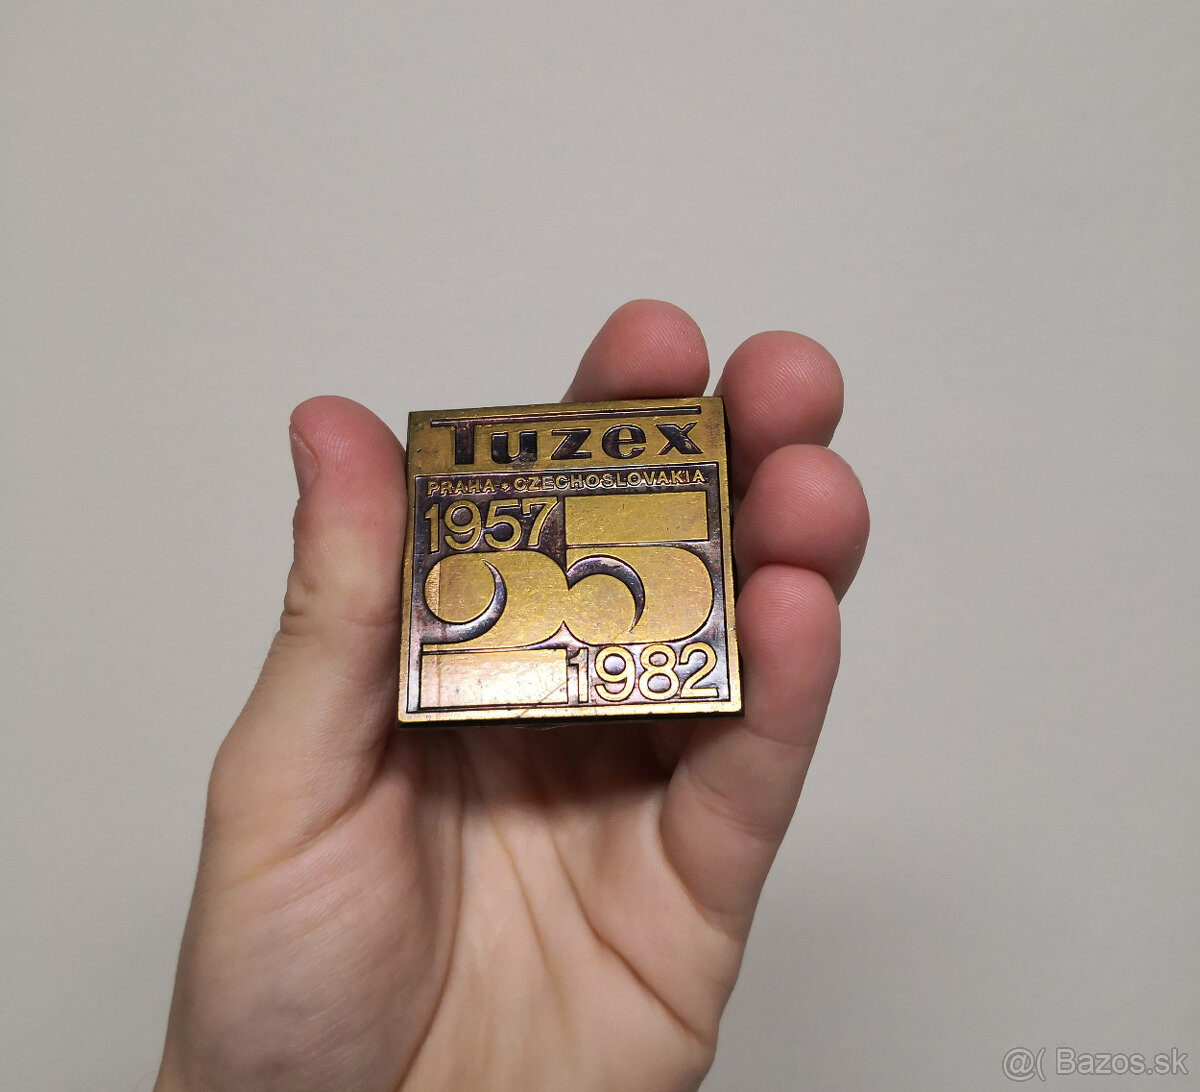 Tuzex
PRAHA • CZECHOSLOVAKIA
1957
25
1982
@( Bazos.sk